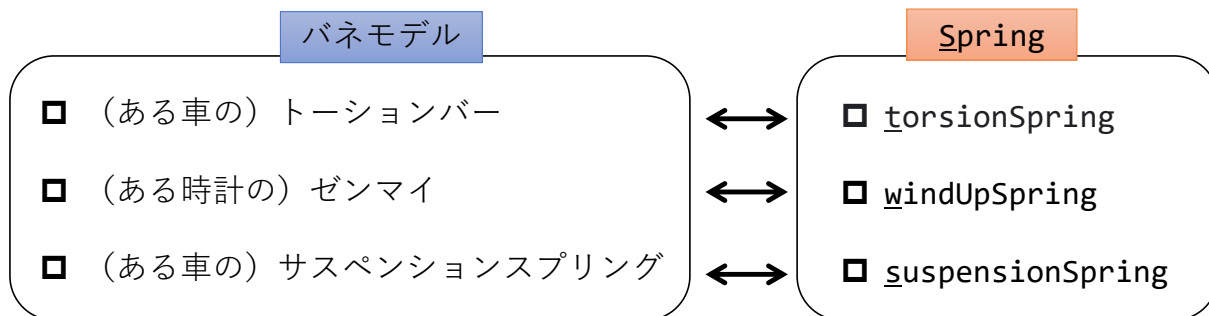 バネモデル
Spring
（ある車の）トーションバー
torsionSpring
（ある時計の）ゼンマイ
windUpSpring
（ある車の）サスペンションスプリング
suspensionSpring